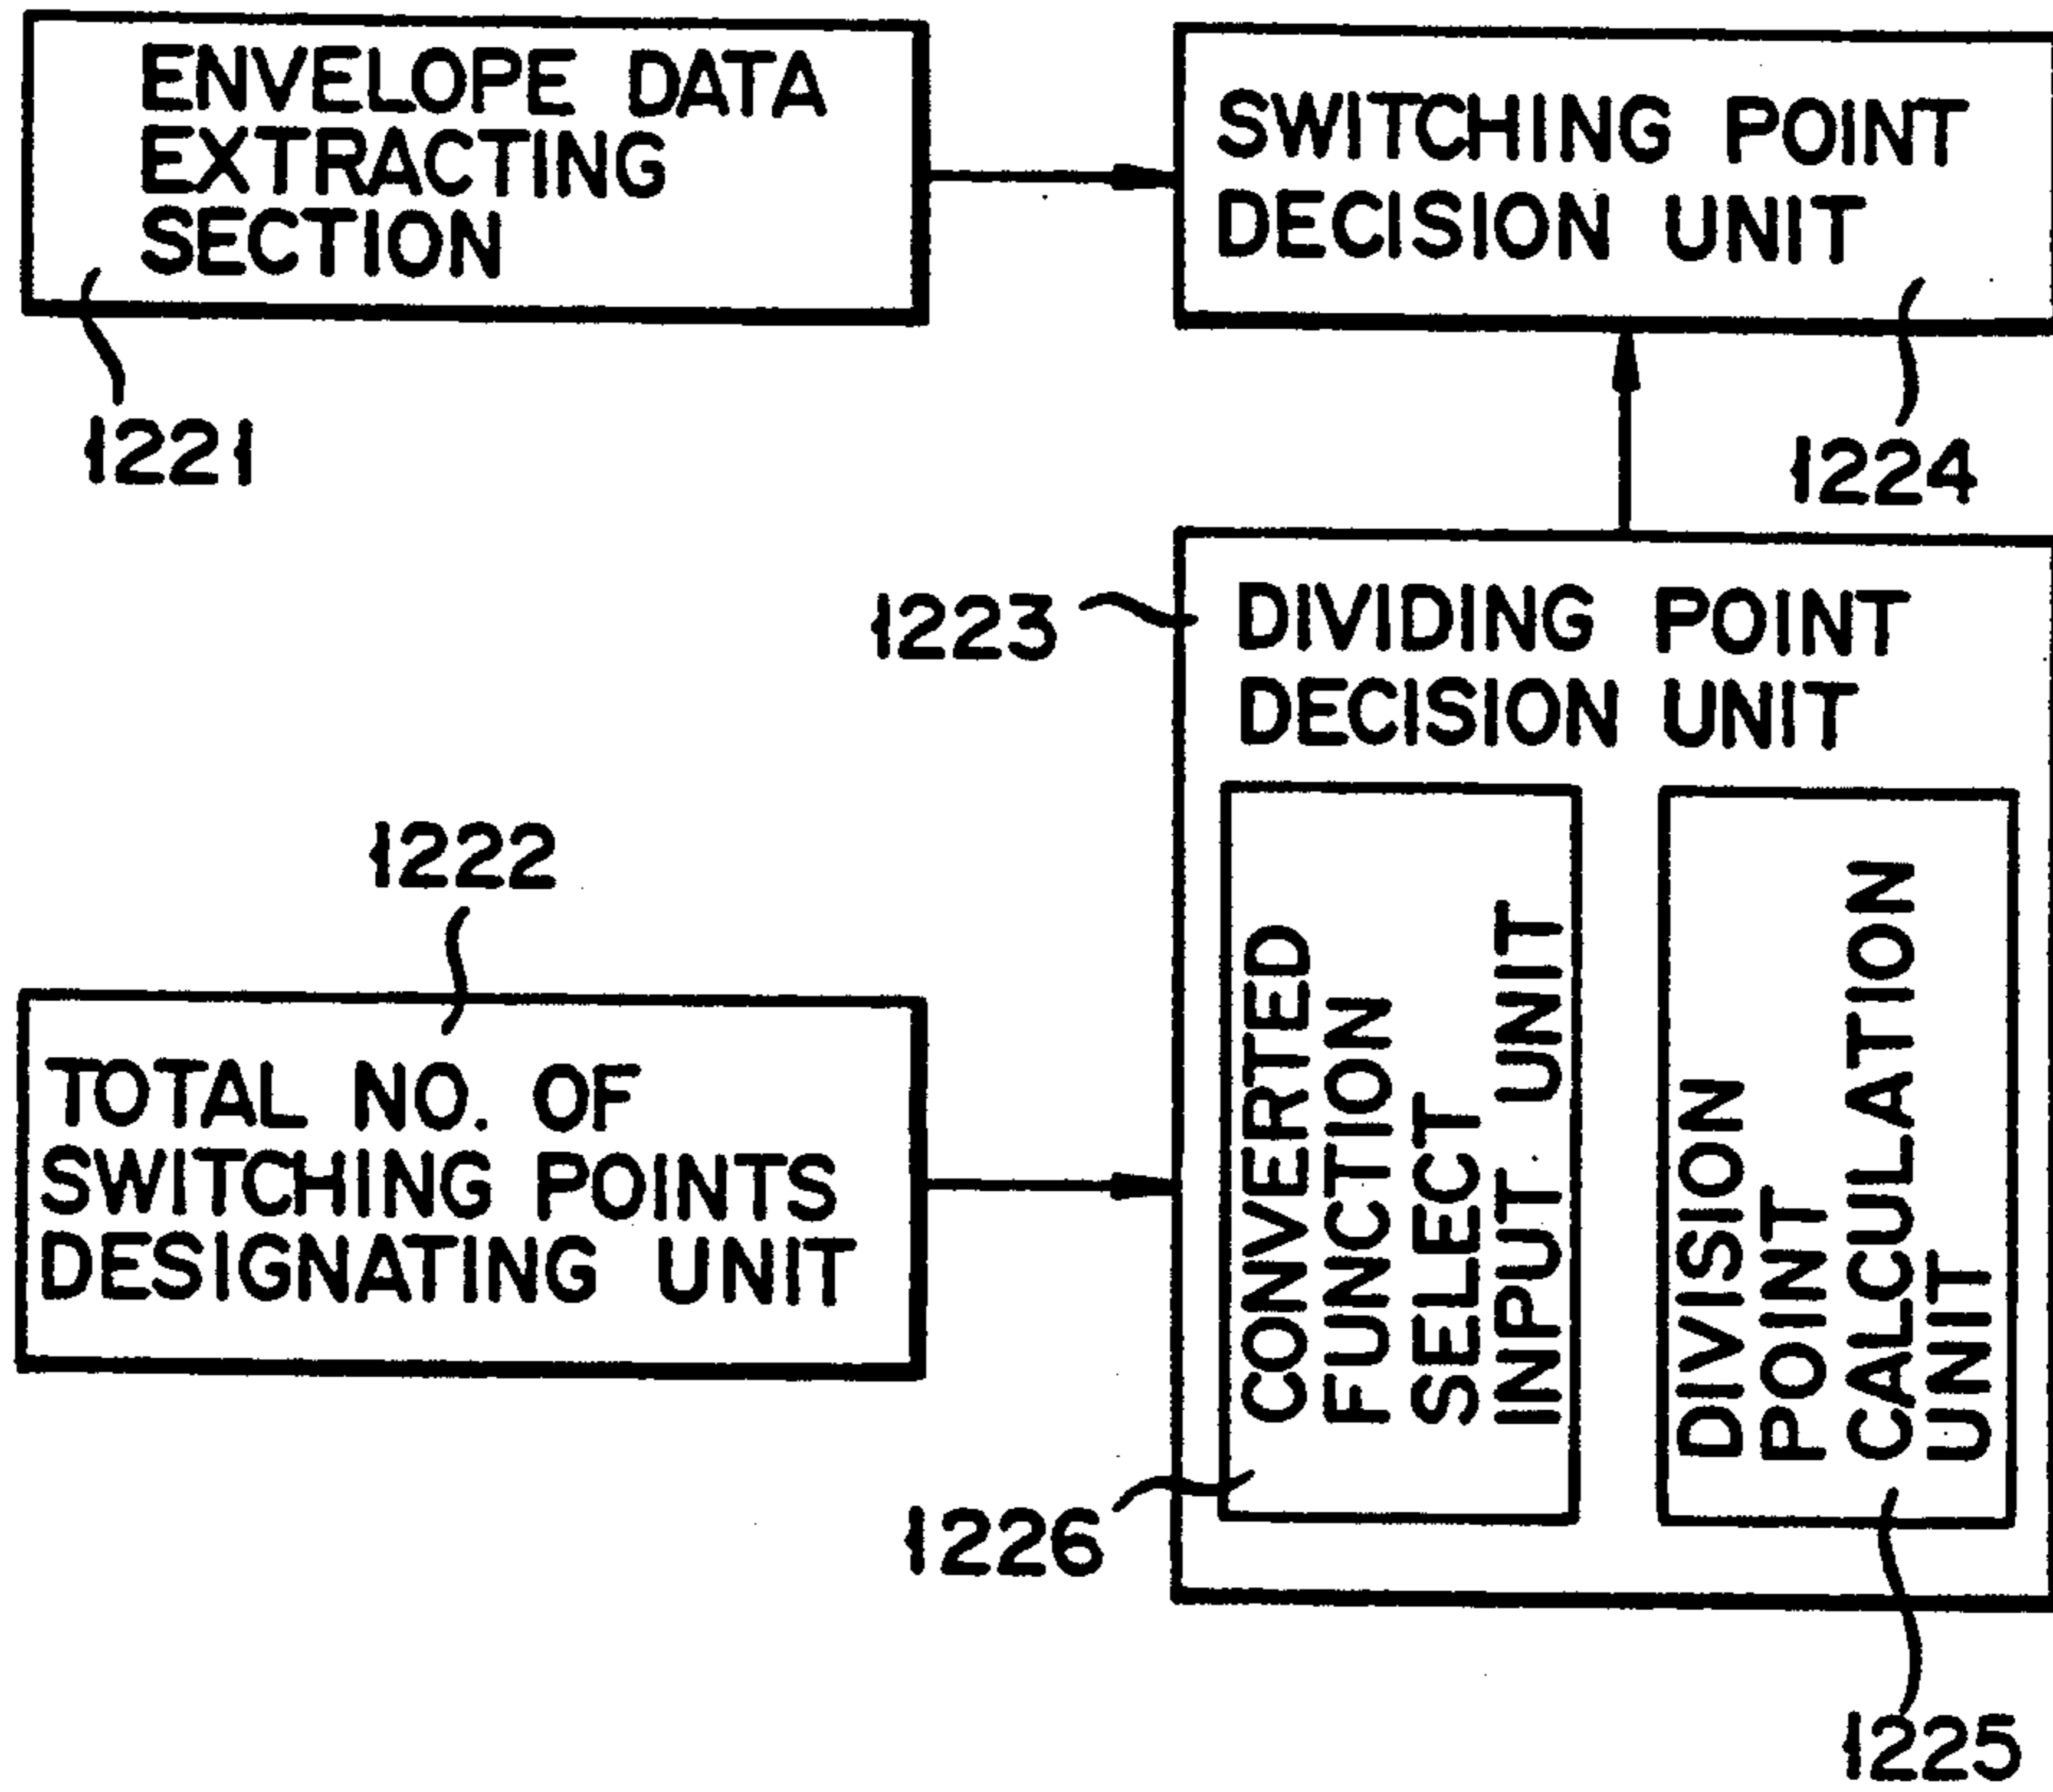 ENVELOPE DATA
EXTRACTING
SECTION
1221
SWITCHING POINT
DECISION UNIT
1224
1223
DIVIDING POINT
DECISION UNIT
1222
TOTAL NO. OF
SWITCHING POINTS
DESIGNATING UNIT
CONVERTED
FUNCTION
SELECT
INPUT UNIT
1226
DIVISION
POINT
CALCULATION
UNIT
1225